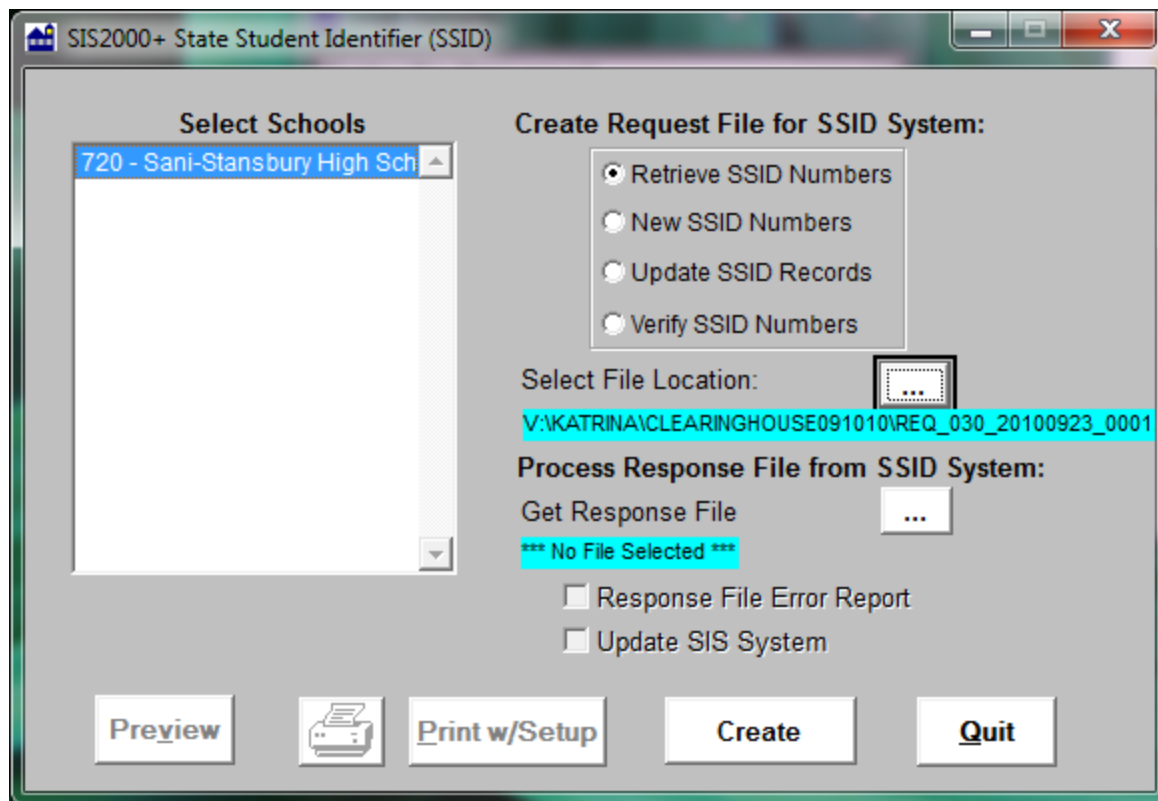 SIS2000+ State Student Identifier (SSID)
Select Schools
720 - Sani-Stansbury High Sch
Create Request File for SSID System:
Retrieve SSID Numbers
New SSID Numbers
Update SSID Records
Verify SSID Numbers
Select File Location:
...
V:\KATRINA\CLEARINGHOUSE091010\REQ_030_20100923_0001
Process Response File from SSID System:
Get Response File
...
*** No File Selected ***
Response File Error Report
Update SIS System
Preview
Print w/Setup
Create
Quit